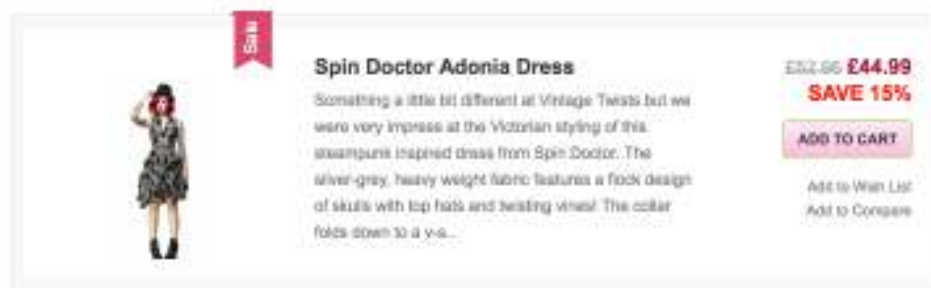 Sale
Spin Doctor Adonia Dress
Something a little bit different at Vintage Twists but we
were very impress at the Victorian styling of this
steampunk inspired dress from Spin Doctor. The
silver-grey, heavy weight fabric features a flock design
of skulls with top hats and twisting vines! The collar
folds down to a v-s...
£44.99
SAVE 15%
ADD TO CART
Add to Wish List
Add to Compare